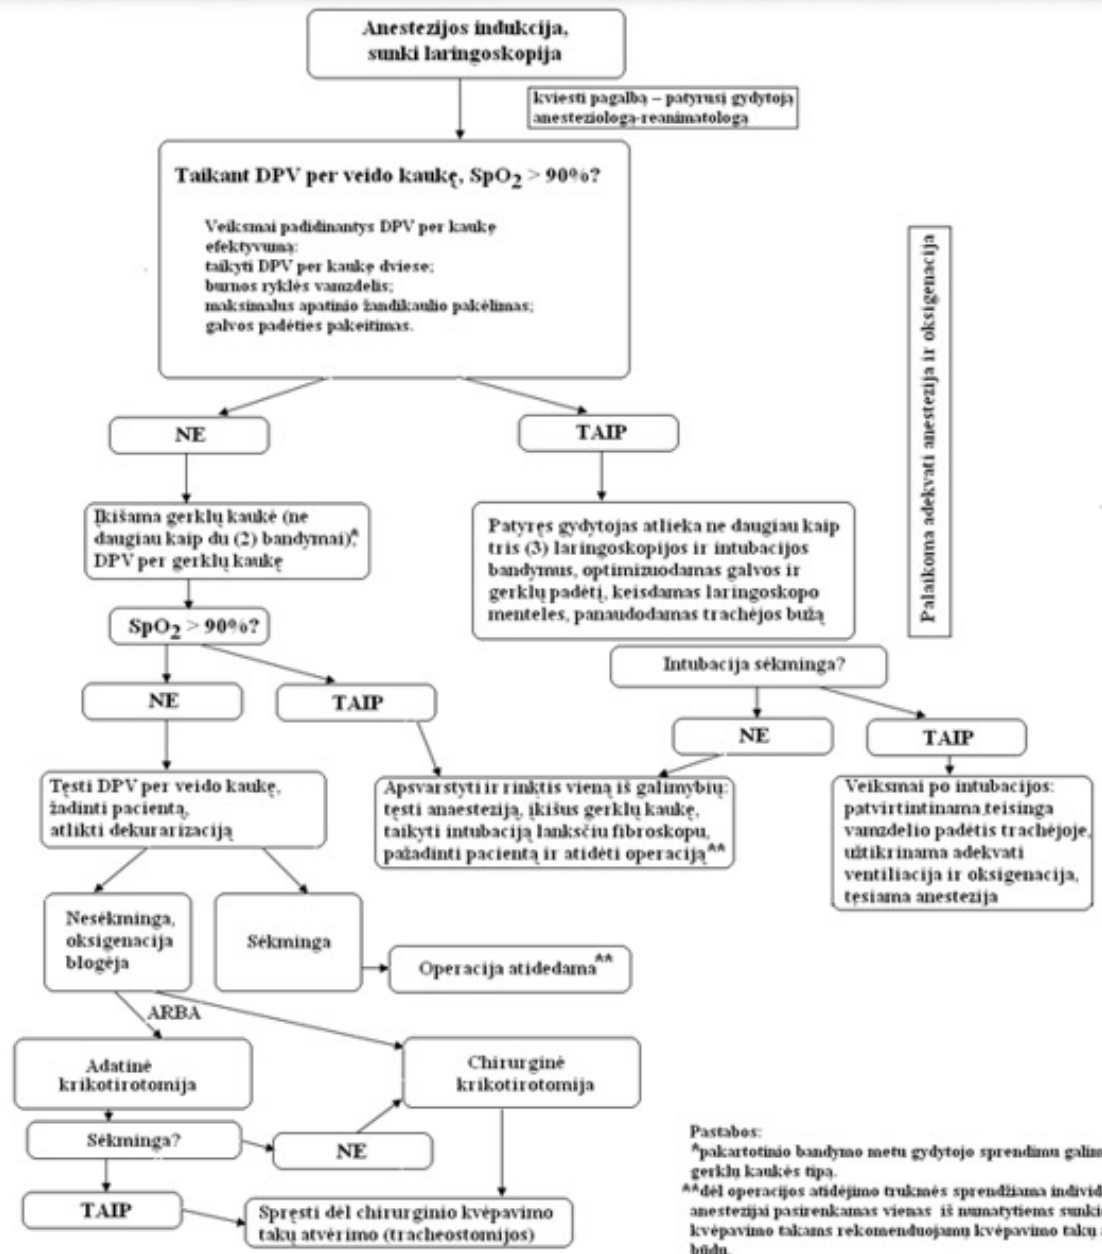 Anestezijos indukcija,
sunki laringoskopija
kviesti pagalbą – patyrusį gydytoją
anesteziologą-reanimatologą
Taikant DPV per veido kaukę, SpO2 > 90%?
Veiksmai padidinantys DPV per kaukę
efektyvumą:
taikyti DPV per kaukę dviese;
burnos ryklės vamzdelis;
maksimalus apatinio žandikaulio pakėlimas;
galvos padėties pakeitimas.
Palaikoma adekvati anestezija ir oksigenacija
NE
TAIP
Įkišama gerklų kaukė (ne
daugiau kaip du (2) bandymai)*,
DPV per gerklų kaukę
Patyręs gydytojas atlieka ne daugiau kaip
tris (3) laringoskopijos ir intubacijos
bandymus, optimizuodamas galvos ir
gerklų padėtį, keisdamas laringoskopo
menteles, panaudodamas trachėjos bužą
SpO2 > 90%?
Intubacija sėkminga?
NE
TAIP
NE
TAIP
Tęsti DPV per veido kaukę,
žadinti pacientą,
atlikti dekurarizaciją
Apsvarstyti ir rinktis vieną iš galimybių:
tęsti anaesteziją, įkišus gerklų kaukę,
taikyti intubaciją lanksčiu fibroskopu,
pažadinti pacientą ir atidėti operaciją**
Veiksmai po intubacijos:
patvirtintinama teisinga
vamzdelio padėtis trachėjoje,
užtikrinama adekvati
ventiliacija ir oksigenacija,
tęsiama anestezija
Nesėkminga,
oksigenacija
blogėja
Sėkminga
Operacija atidedama**
ARBA
Adatinė
krikotirotomija
Chirurginė
krikotirotomija
Sėkminga?
NE
TAIP
Spręsti dėl chirurginio kvėpavimo
takų atvėrimo (tracheostomijos)
Pastabos:
*pakartotinio bandymo metu gydytojo sprendimu galim
gerklų kaukės tipą.
**dėl operacijos atidėjimo trukmės sprendžiama individ
anestezijai pasirenkamas vienas iš numatytiems sunki
kvėpavimo takams rekomenduojamų kvėpavimo takų
būdų.